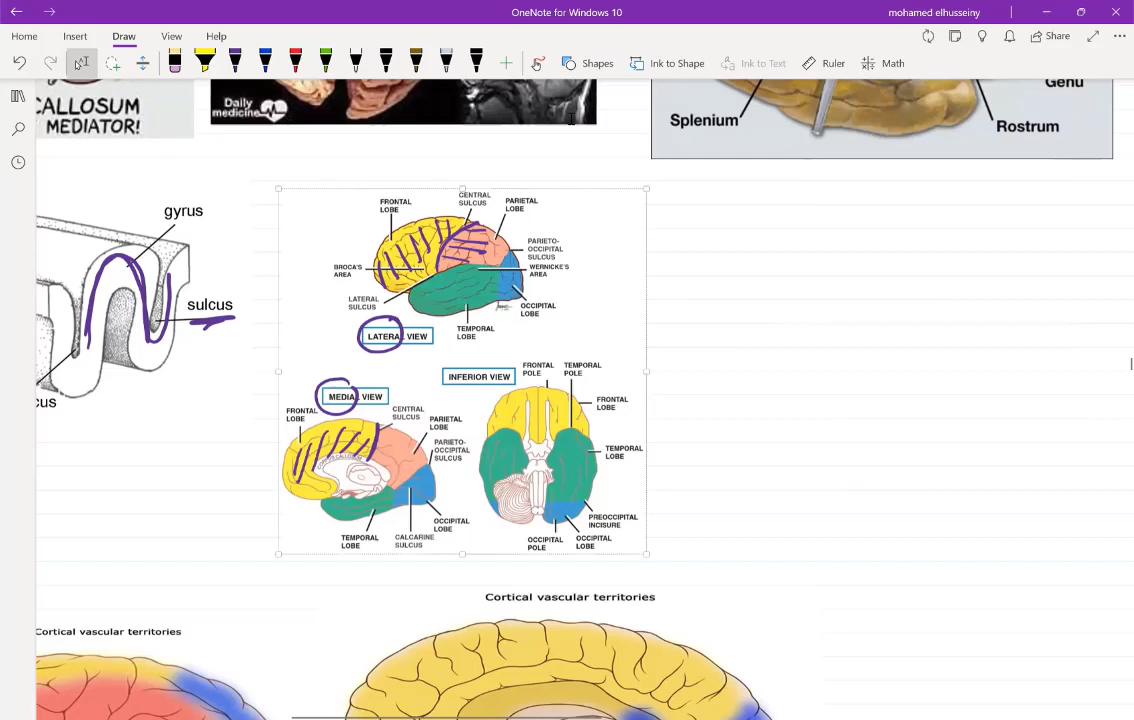 OneNote for Windows 10
mohamed elhusseiny
Home
Insert
Draw
View
Help
Share
Shapes
Ink to Shape
Ink to Text
Ruler
Math
CALLOSUM
MEDIATOR!
Daily
medicine
Splenium
Genu
Rostrum
gyrus
sulcus
cus
FRONTAL
LOBE
CENTRAL
SULCUS
PARIETAL
LOBE
PARIETO-
OCCIPITAL
SULCUS
BROCA'S
AREA
WERNICKE'S
AREA
LATERAL
SULCUS
OCCIPITAL
LOBE
TEMPORAL
LOBE
LATERAL VIEW
MEDIAL VIEW
INFERIOR VIEW
FRONTAL
LOBE
CENTRAL
SULCUS
PARIETAL
LOBE
PARIETO-
OCCIPITAL
SULCUS
OCCIPITAL
LOBE
TEMPORAL
LOBE
CALCARINE
SULCUS
FRONTAL
POLE
TEMPORAL
POLE
FRONTAL
LOBE
TEMPORAL
LOBE
PREOCCIPITAL
INCISURE
OCCIPITAL
POLE
OCCIPITAL
LOBE
Cortical vascular territories
Cortical vascular territories